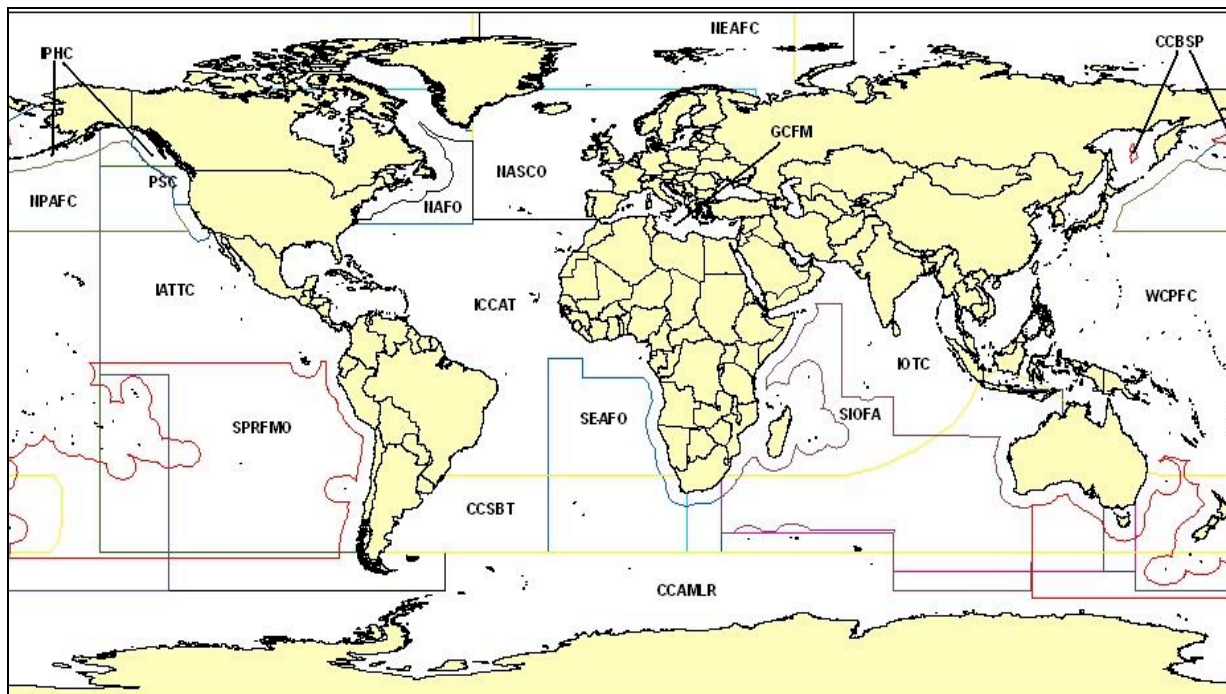 NEAFC
IPHC
CCBSP
GCFM
NASCO
PSC
NPAFC
NAFO
IATTC
ICCAT
WCPFC
IOTC
SIOFA
SEAFO
SPRFMO
CCSBT
CCAMLR